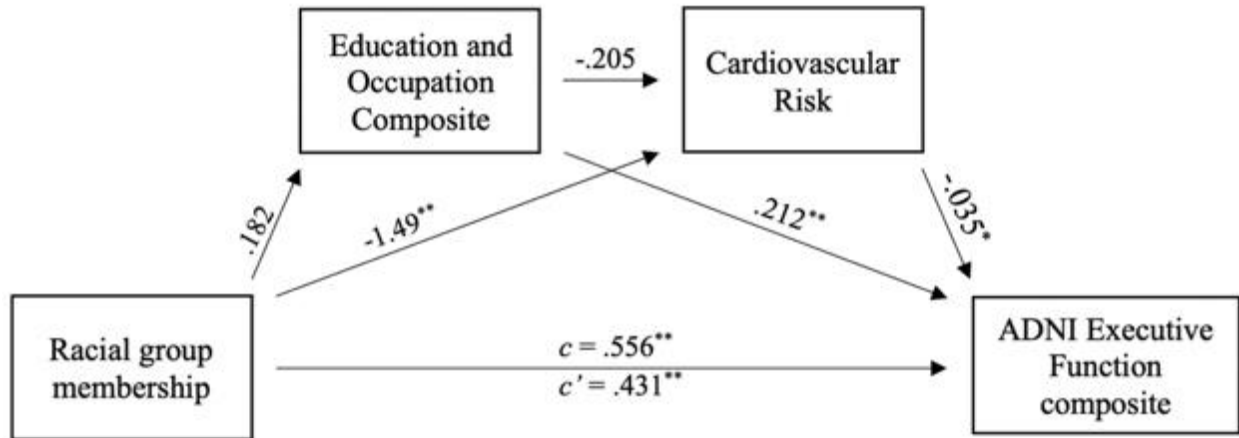 Education and
Occupation
Composite
-.205
Cardiovascular
Risk
.182
-1.49**
.212**
-.035*
Racial group
membership
c = .556**
c’ = .431**
ADNI Executive
Function
composite